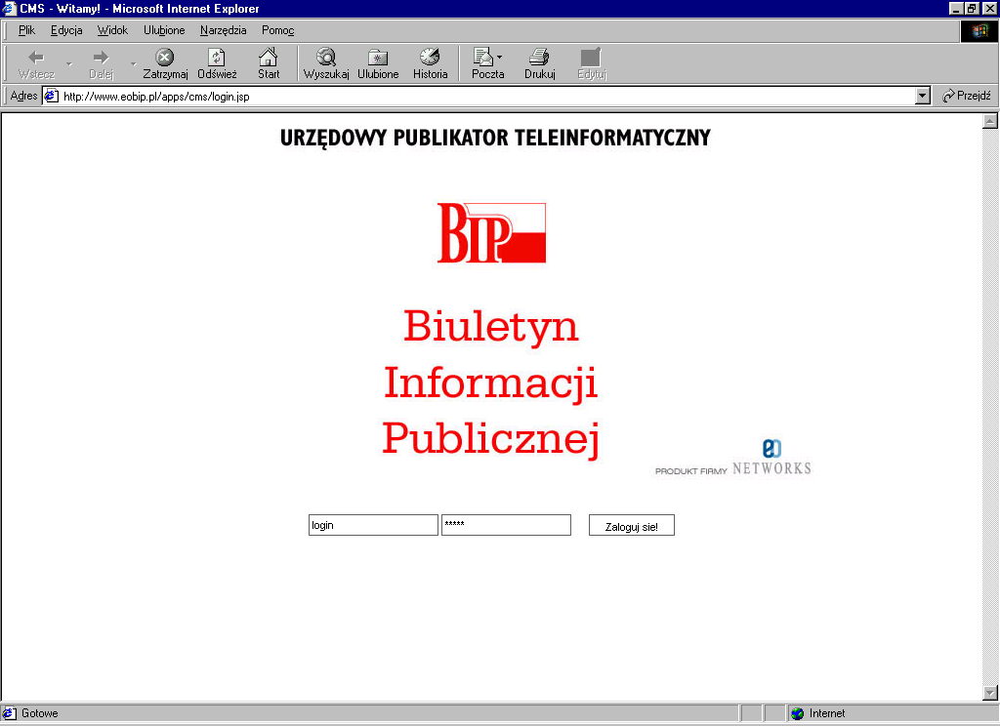 CMS - Witamy! - Microsoft Internet Explorer
Plik Edycja Widok Ulubione Narzędzia Pomoc
Wstecz Dalej Zatrzymaj Odśwież Start Wyszukaj Ulubione Historia Poczta Drukuj Edytuj
Adres http://www.eobip.pl/apps/cms/login.jsp Przejdź
URZĘDOWY PUBLIKATOR TELEINFORMATYCZNY
BIP
Biuletyn
Informacji
Publicznej
eo
PRODUKT FIRMY NETWORKS
login ***** Zaloguj sie!
Gotowe Internet